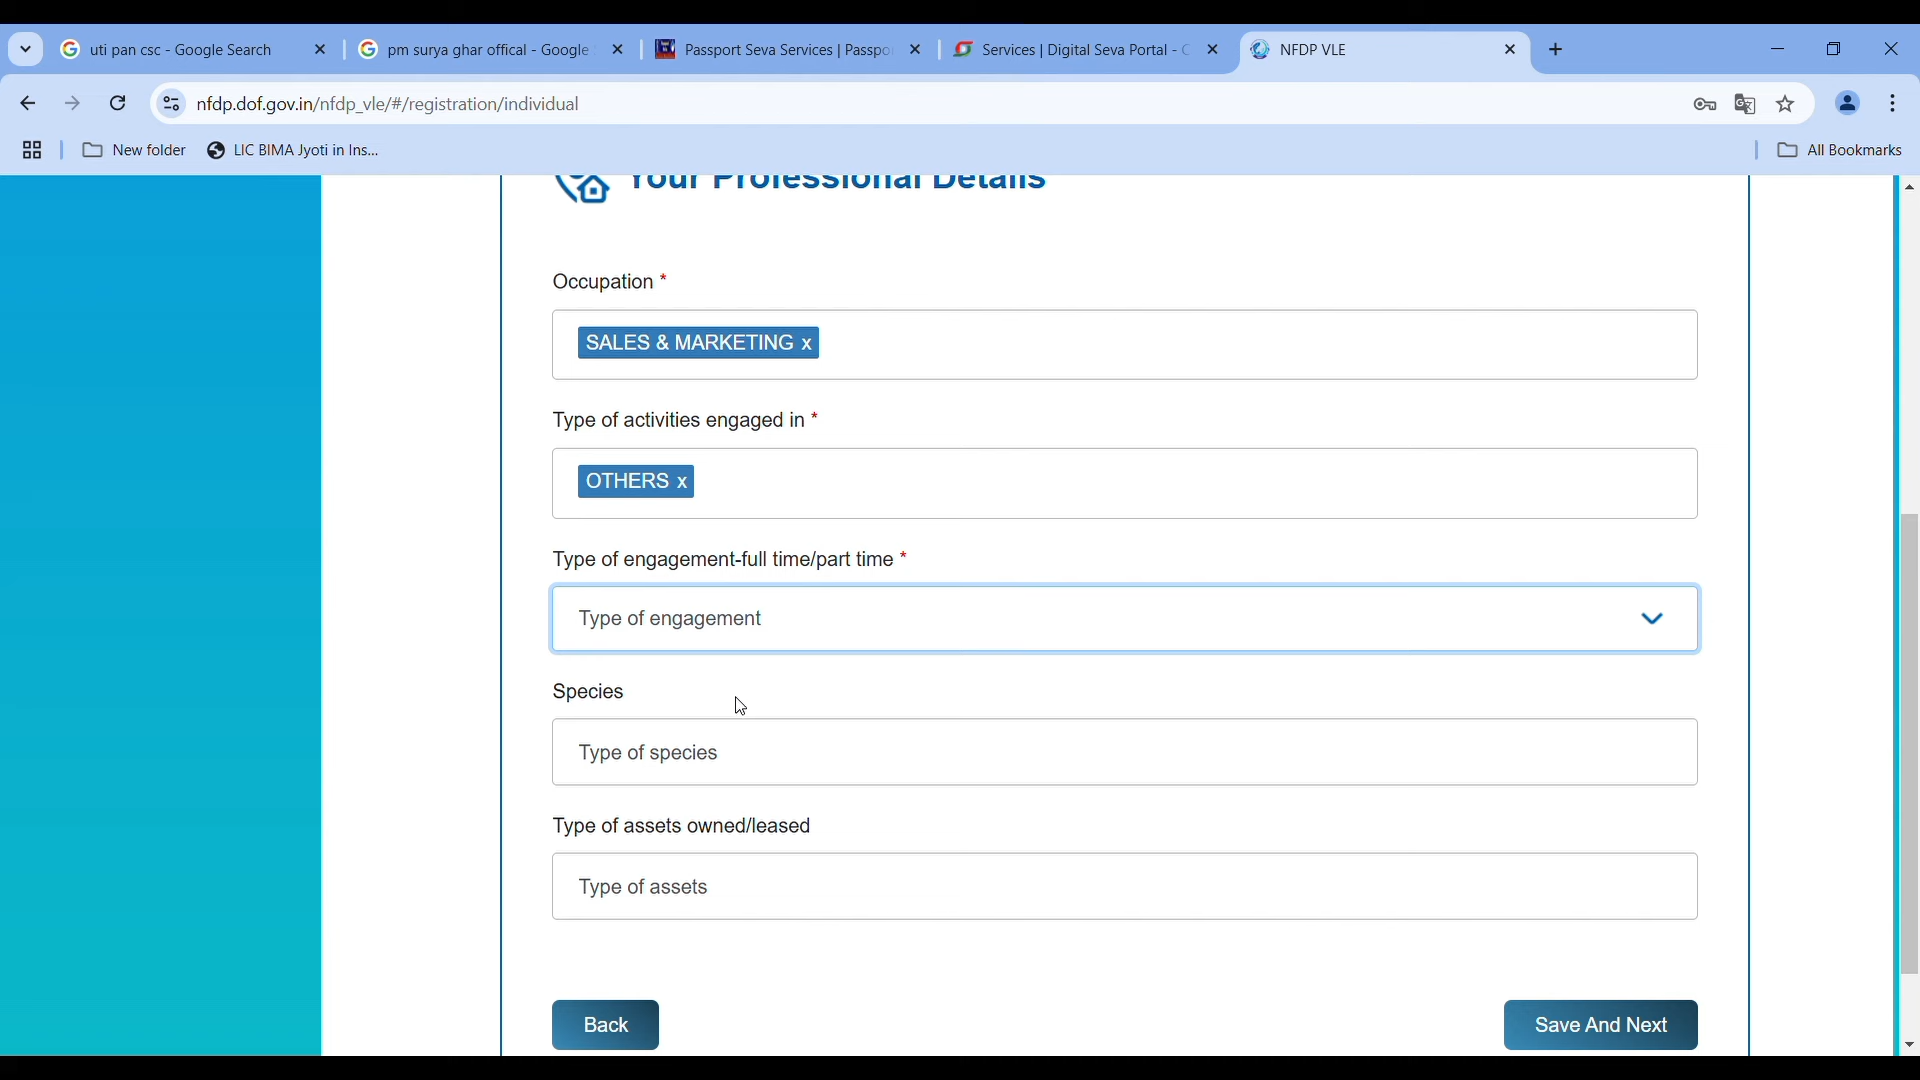 uti pan csc - Google Search
pm surya ghar offical - Google
Passport Seva Services | Passpo
Services | Digital Seva Portal - C
NFDP VLE
nfdp.dof.gov.in/nfdp_vle/#/registration/individual
New folder
LIC BIMA Jyoti in Ins...
All Bookmarks
Your Professional Details
Occupation *
SALES & MARKETING x
Type of activities engaged in *
OTHERS x
Type of engagement-full time/part time *
Type of engagement
Species
Type of species
Type of assets owned/leased
Type of assets
Back
Save And Next